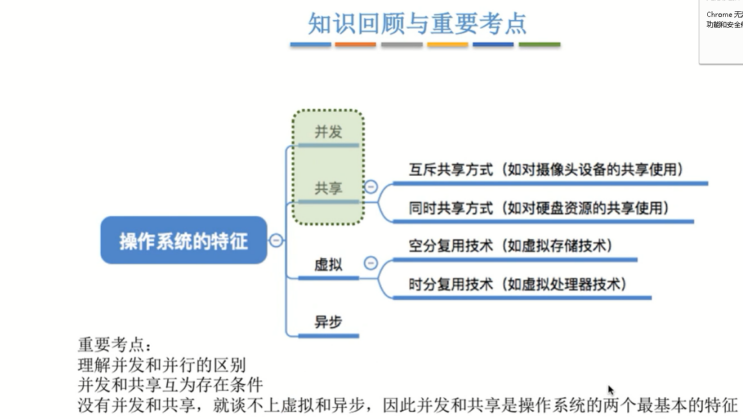 知识回顾与重要考点
Chrome 无
功能和安全
并发
共享
互斥共享方式（如对摄像头设备的共享使用）
同时共享方式（如对硬盘资源的共享使用）
操作系统的特征
虚拟
空分复用技术（如虚拟存储技术）
时分复用技术（如虚拟处理器技术）
异步
重要考点：
理解并发和并行的区别
并发和共享互为存在条件
没有并发和共享，就谈不上虚拟和异步，因此并发和共享是操作系统的两个最基本的特征